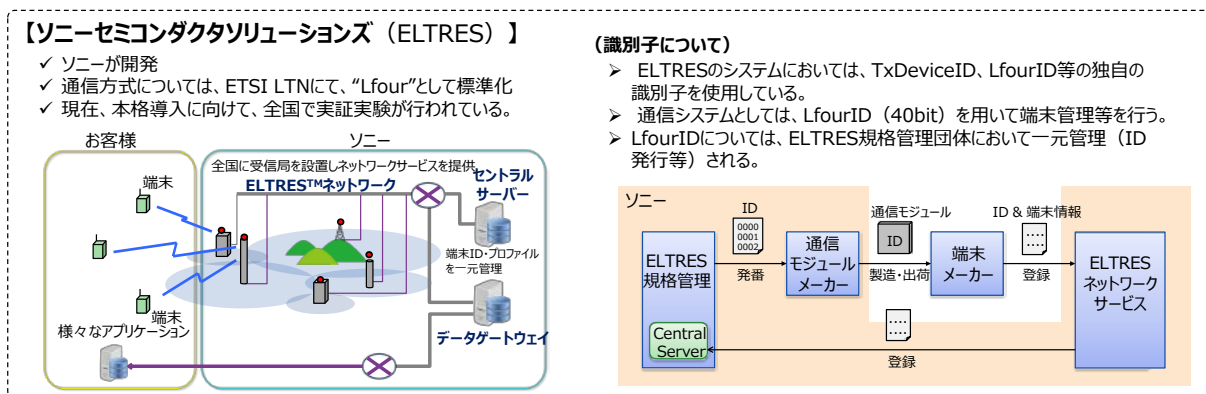 【ソニーセミコンダクタソリューションズ（ELTRES）】
✓ ソニーが開発
✓ 通信方式については、ETSI LTNにて、“Lfour”として標準化
✓ 現在、本格導入に向けて、全国で実証実験が行われている。
お客様
ソニー
全国に受信局を設置しネットワークサービスを提供
ELTRES™ネットワーク
セントラル
サーバー
端末
端末ID・プロファイル
を一元管理
端末
様々なアプリケーション
データゲートウェイ
（識別子について）
➢ ELTRESのシステムにおいては、TxDeviceID、LfourID等の独自の
識別子を使用している。
➢ 通信システムとしては、LfourID（40bit）を用いて端末管理等を行う。
➢ LfourIDについては、ELTRES規格管理団体において一元管理（ID
発行等）される。
ソニー
ID
0000
0001
0002
通信モジュール
ID
ID & 端末情報
ELTRES
規格管理
発番
通信
モジュール
メーカー
製造・出荷
端末
メーカー
登録
ELTRES
ネットワーク
サービス
Central
Server
登録